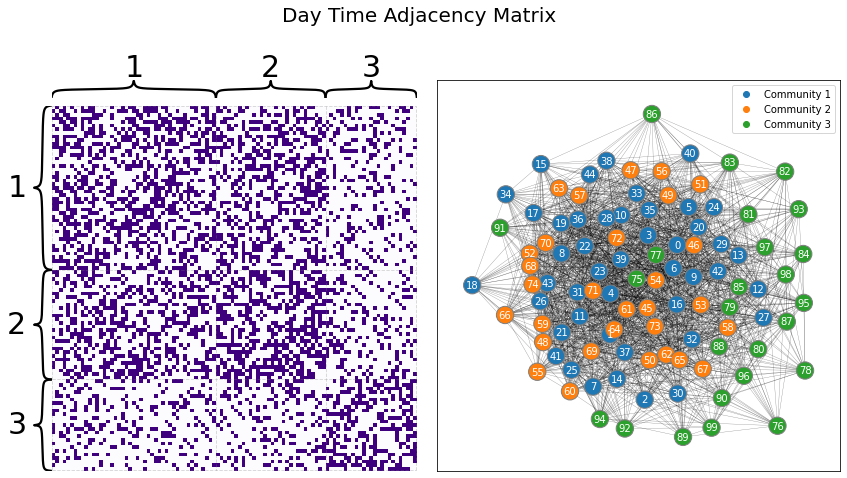 Day Time Adjacency Matrix
1 2 3
1
2
3
Community 1
Community 2
Community 3
86
40
15 38 83
44 47 56 82
34 63 57 33 49 51
17 5 24 81 93
91 19 36 28 10 35 20
70 72 3 0 46 29 97
52 8 22 77 13 84
68 39 6 42 98
18 74 43 23 75 54 9 85 12
26 31 71 4 95
66 11 61 45 16 53 79 27 87
59 21 64 73 58
48 32 88 80
41 69 37 50 62 65
55 25 67 96 78
60 7 14 30 90
2
94 92 89 99 76